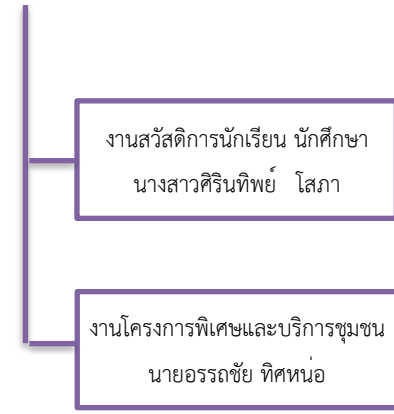 งานสวัสดิการนักเรียน นักศึกษา
นางสาวศิรินทิพย์ โสภา
งานโครงการพิเศษและบริการชุมชน
นายอรรถชัย ทิศหน่อ